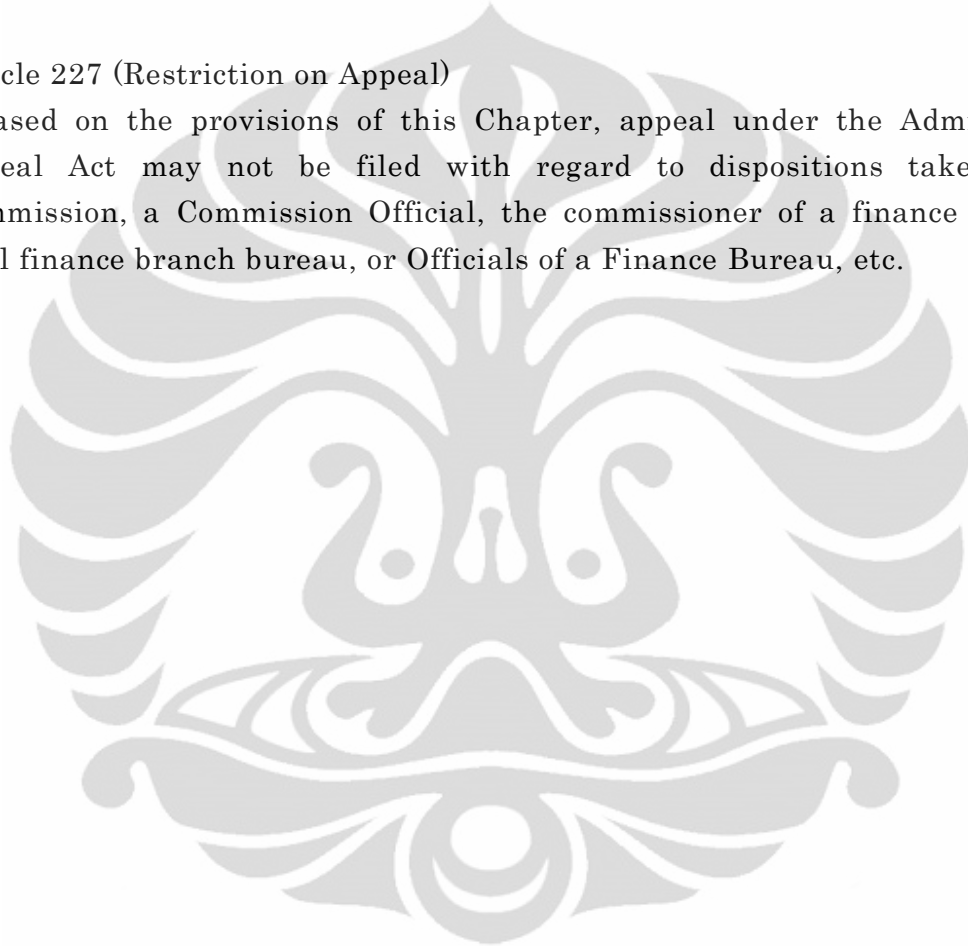 cle 227 (Restriction on Appeal)
ased on the provisions of this Chapter, appeal under the Adm
eal Act may not be filed with regard to dispositions take
mmission, a Commission Official, the commissioner of a finance
l finance branch bureau, or Officials of a Finance Bureau, etc.